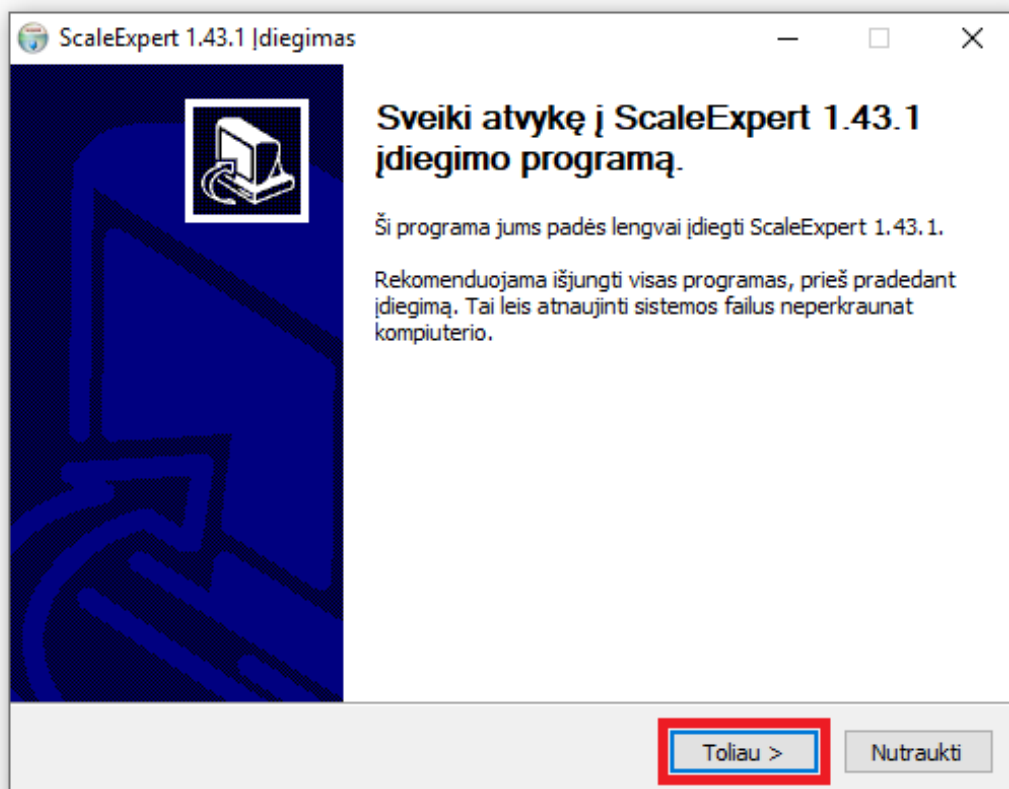 ScaleExpert 1.43.1 Įdiegimas
Sveiki atvykę į ScaleExpert 1.43.1
įdiegimo programą.
Ši programa jums padės lengvai įdiegti ScaleExpert 1.43.1.
Rekomenduojama išjungti visas programas, prieš pradedant
įdiegimą. Tai leis atnaujinti sistemos failus neperkraunat
kompiuterio.
Toliau >
Nutraukti